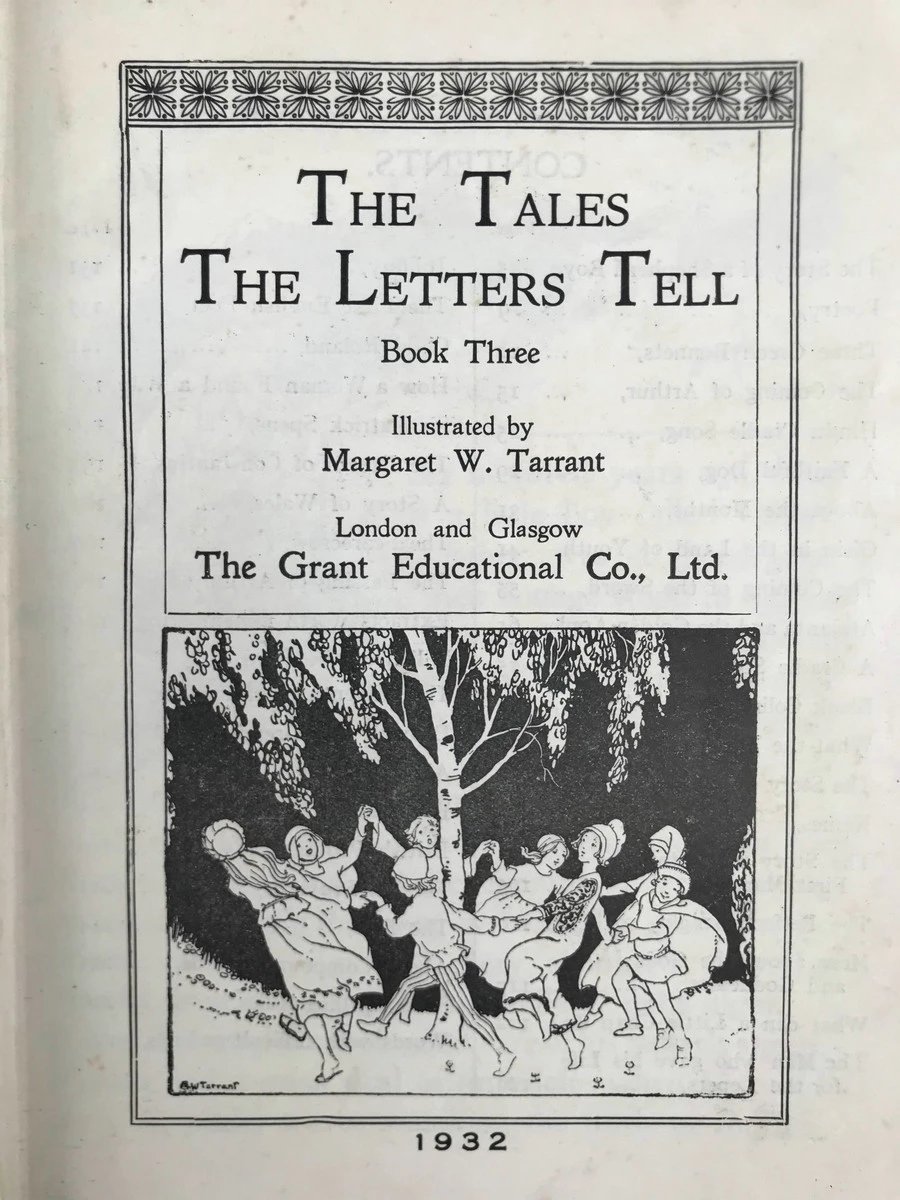 The Tales
The Letters Tell
Book Three
Illustrated by
Margaret W. Tarrant
London and Glasgow
The Grant Educational Co., Ltd.
M W Tarrant
1932